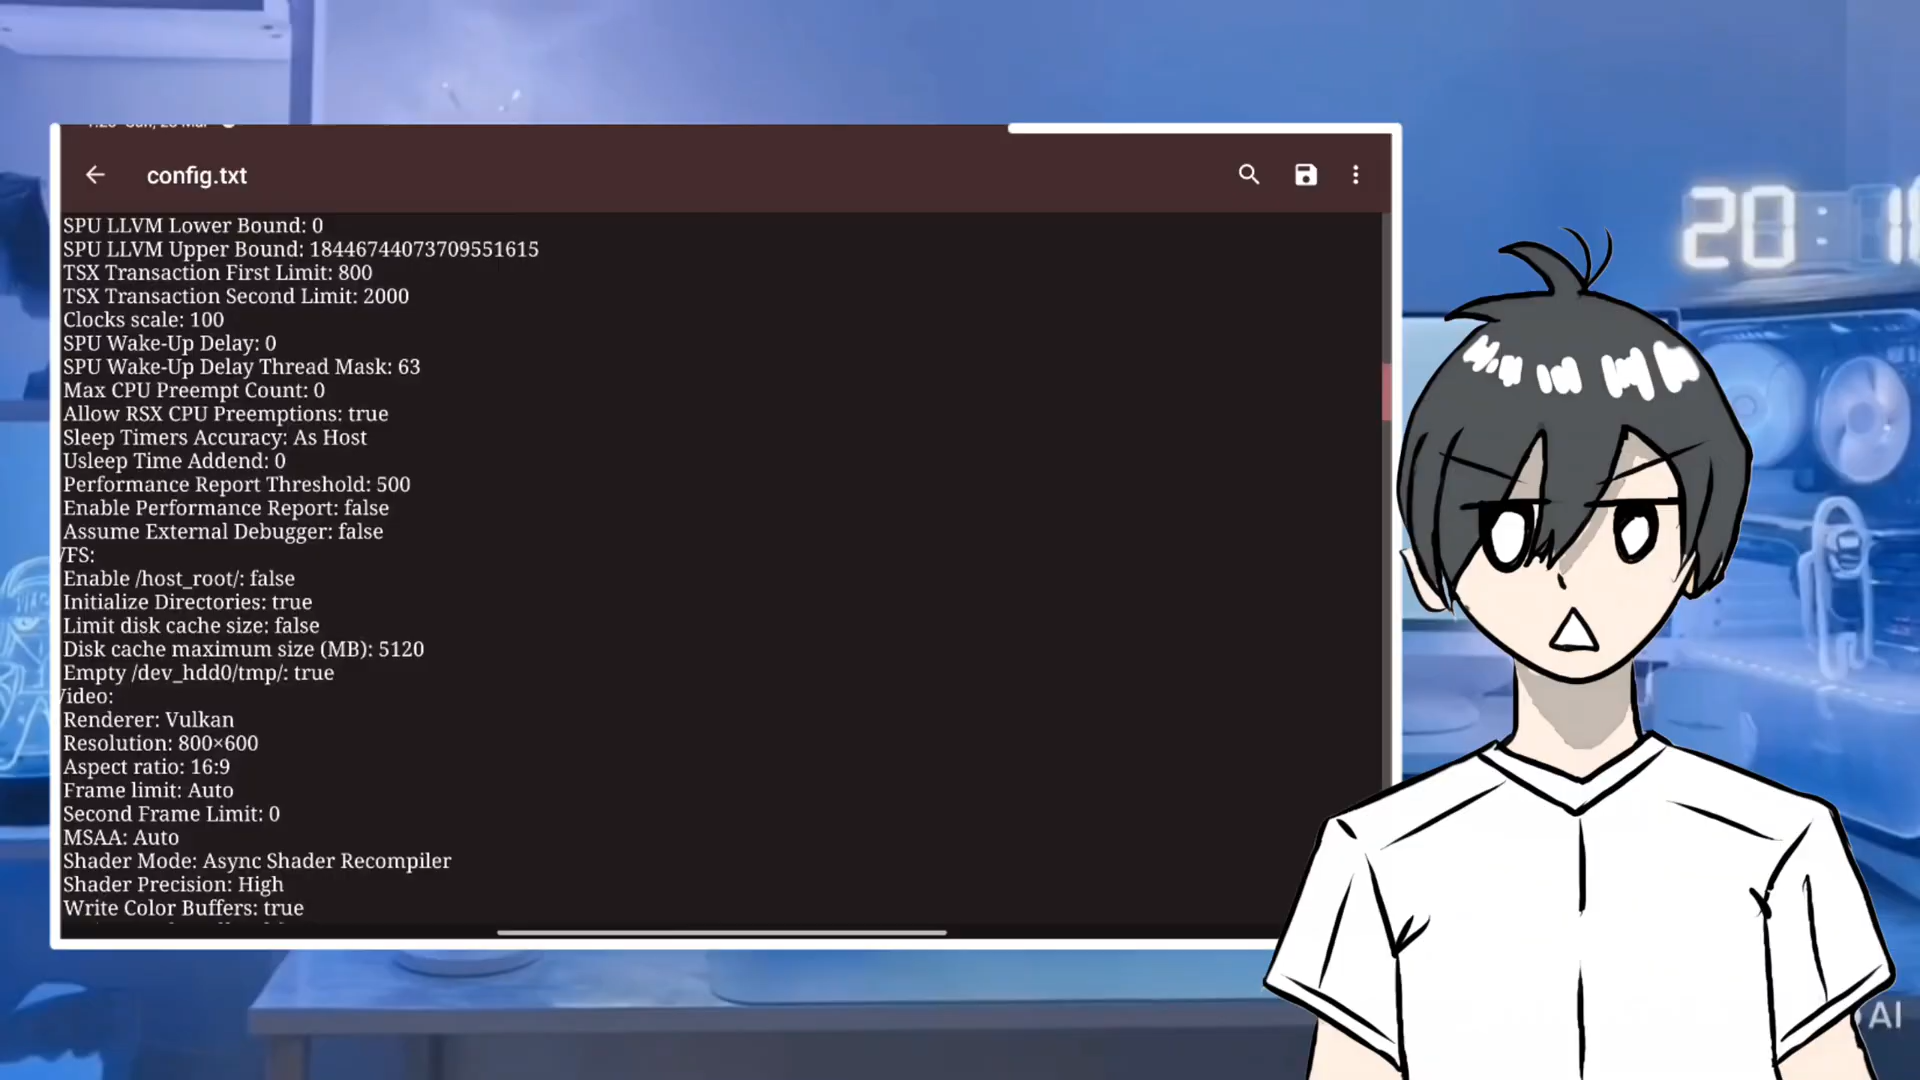 config.txt
SPU LLVM Lower Bound: 0
SPU LLVM Upper Bound: 18446744073709551615
TSX Transaction First Limit: 800
TSX Transaction Second Limit: 2000
Clocks scale: 100
SPU Wake-Up Delay: 0
SPU Wake-Up Delay Thread Mask: 63
Max CPU Preempt Count: 0
Allow RSX CPU Preemptions: true
Sleep Timers Accuracy: As Host
Usleep Time Addend: 0
Performance Report Threshold: 500
Enable Performance Report: false
Assume External Debugger: false
VFS:
Enable /host_root/: false
Initialize Directories: true
Limit disk cache size: false
Disk cache maximum size (MB): 5120
Empty /dev_hdd0/tmp/: true
Video:
Renderer: Vulkan
Resolution: 800×600
Aspect ratio: 16:9
Frame limit: Auto
Second Frame Limit: 0
MSAA: Auto
Shader Mode: Async Shader Recompiler
Shader Precision: High
Write Color Buffers: true
20:
AI